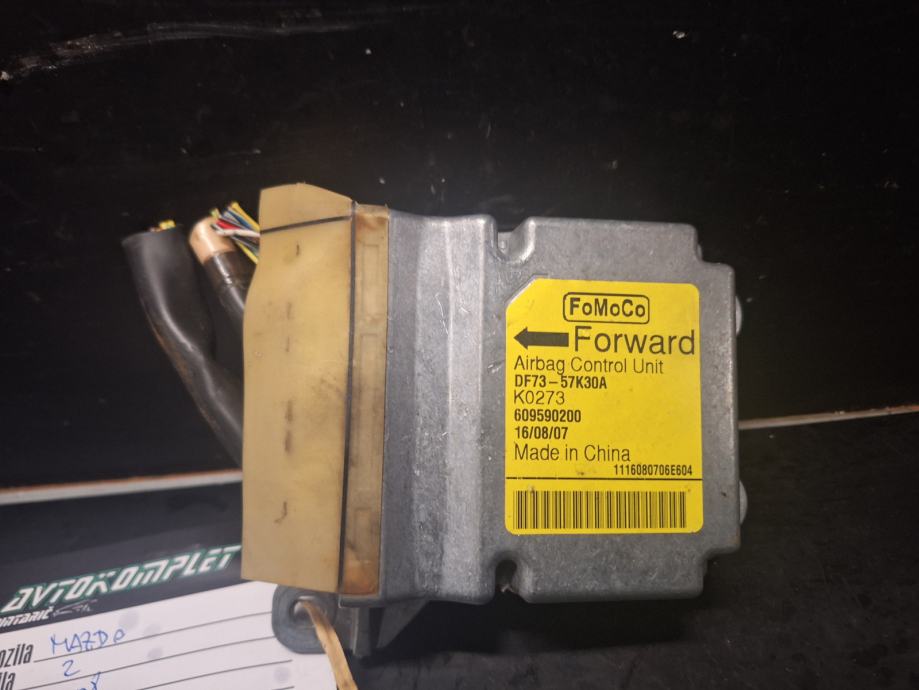 FoMoCo
Forward
Airbag Control Unit
DF73-57K30A
K0273
609590200
16/08/07
Made in China
1116080706E604
AVTOKOMPLET
MAZDA
2